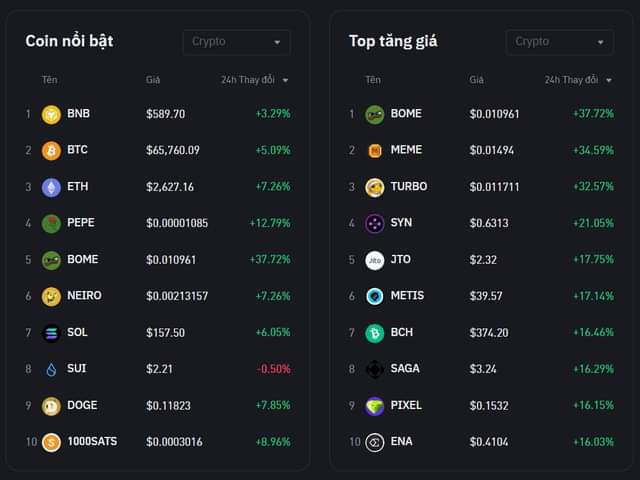 Coin nổi bật
Crypto
Tên Giá 24h Thay đổi
1 BNB $589.70 +3.29%
2 BTC $65,760.09 +5.09%
3 ETH $2,627.16 +7.26%
4 PEPE $0.00001085 +12.79%
5 BOME $0.010961 +37.72%
6 NEIRO $0.00213157 +7.26%
7 SOL $157.50 +6.05%
8 SUI $2.21 -0.50%
9 DOGE $0.11823 +7.85%
10 1000SATS $0.0003016 +8.96%
Top tăng giá
Crypto
Tên Giá 24h Thay đổi
1 BOME $0.010961 +37.72%
2 MEME $0.01494 +34.59%
3 TURBO $0.011711 +32.57%
4 SYN $0.6313 +21.05%
5 Jito JTO $2.32 +17.75%
6 METIS $39.57 +17.14%
7 BCH $374.20 +16.46%
8 SAGA $3.24 +16.29%
9 PIXEL $0.1532 +16.15%
10 ENA $0.4104 +16.03%